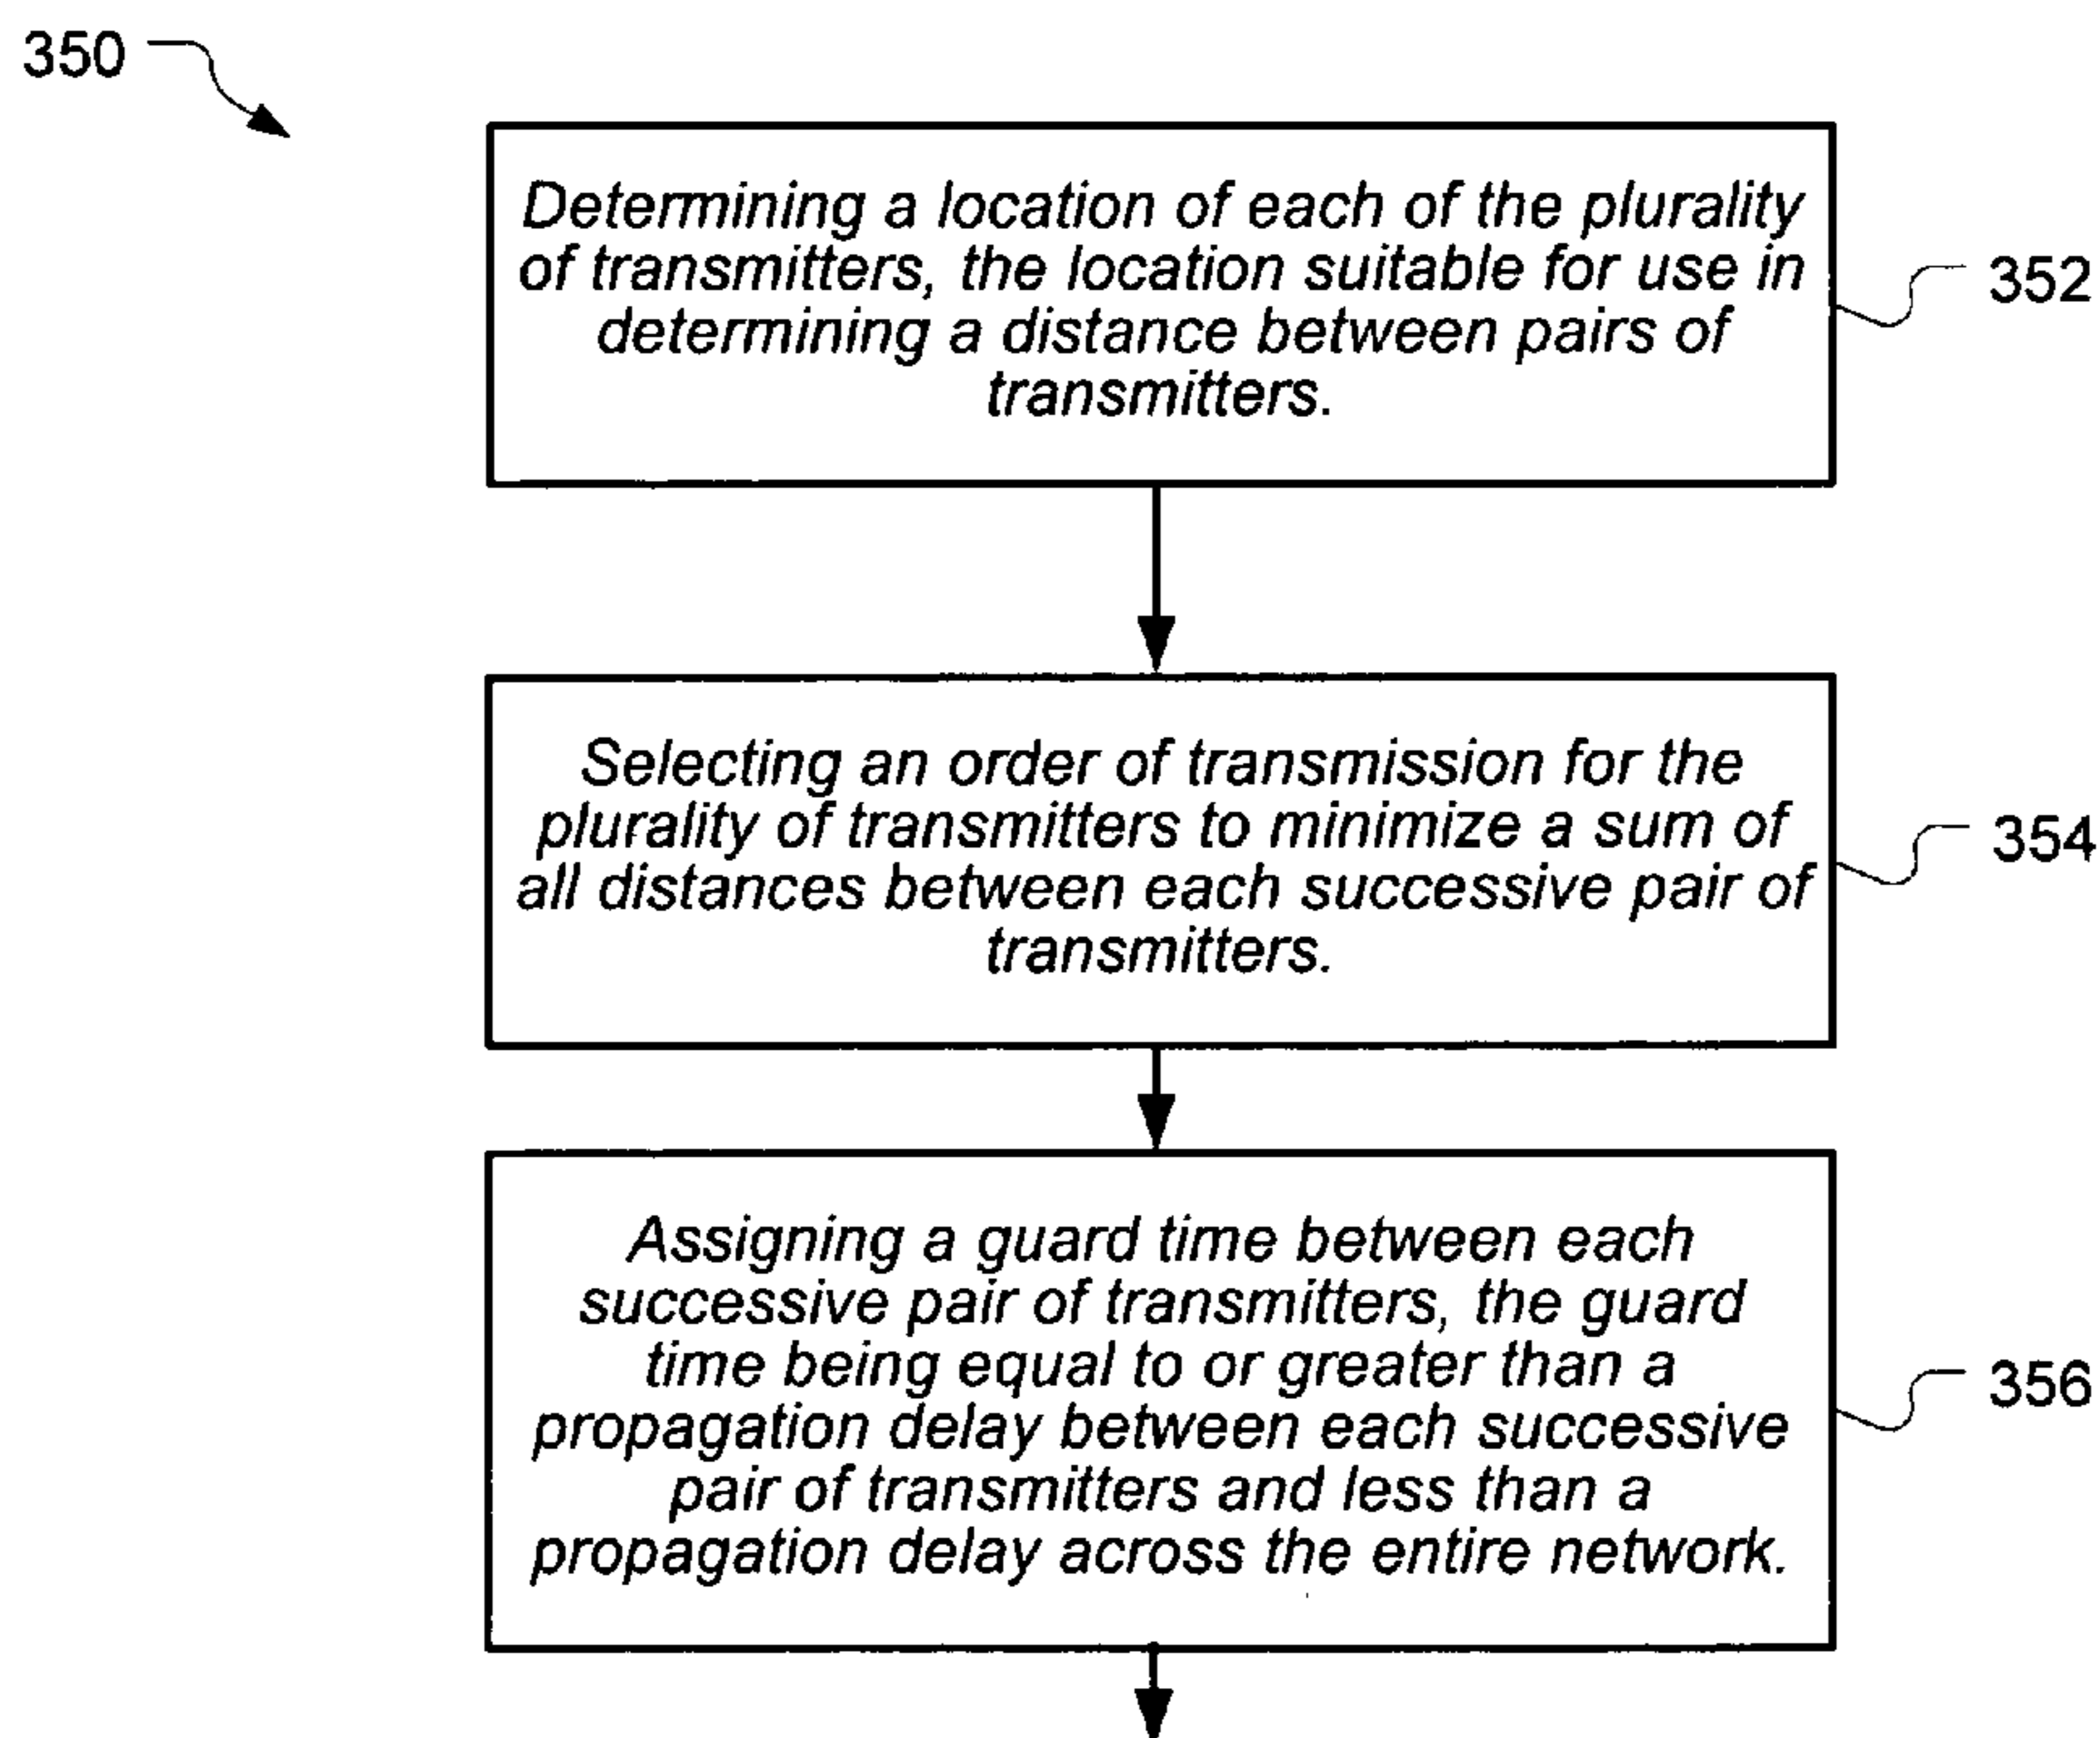 350
Determining a location of each of the plurality
of transmitters, the location suitable for use in
determining a distance between pairs of
transmitters.
352
Selecting an order of transmission for the
plurality of transmitters to minimize a sum of
all distances between each successive pair of
transmitters.
354
Assigning a guard time between each
successive pair of transmitters, the guard
time being equal to or greater than a
propagation delay between each successive
pair of transmitters and less than a
propagation delay across the entire network.
356